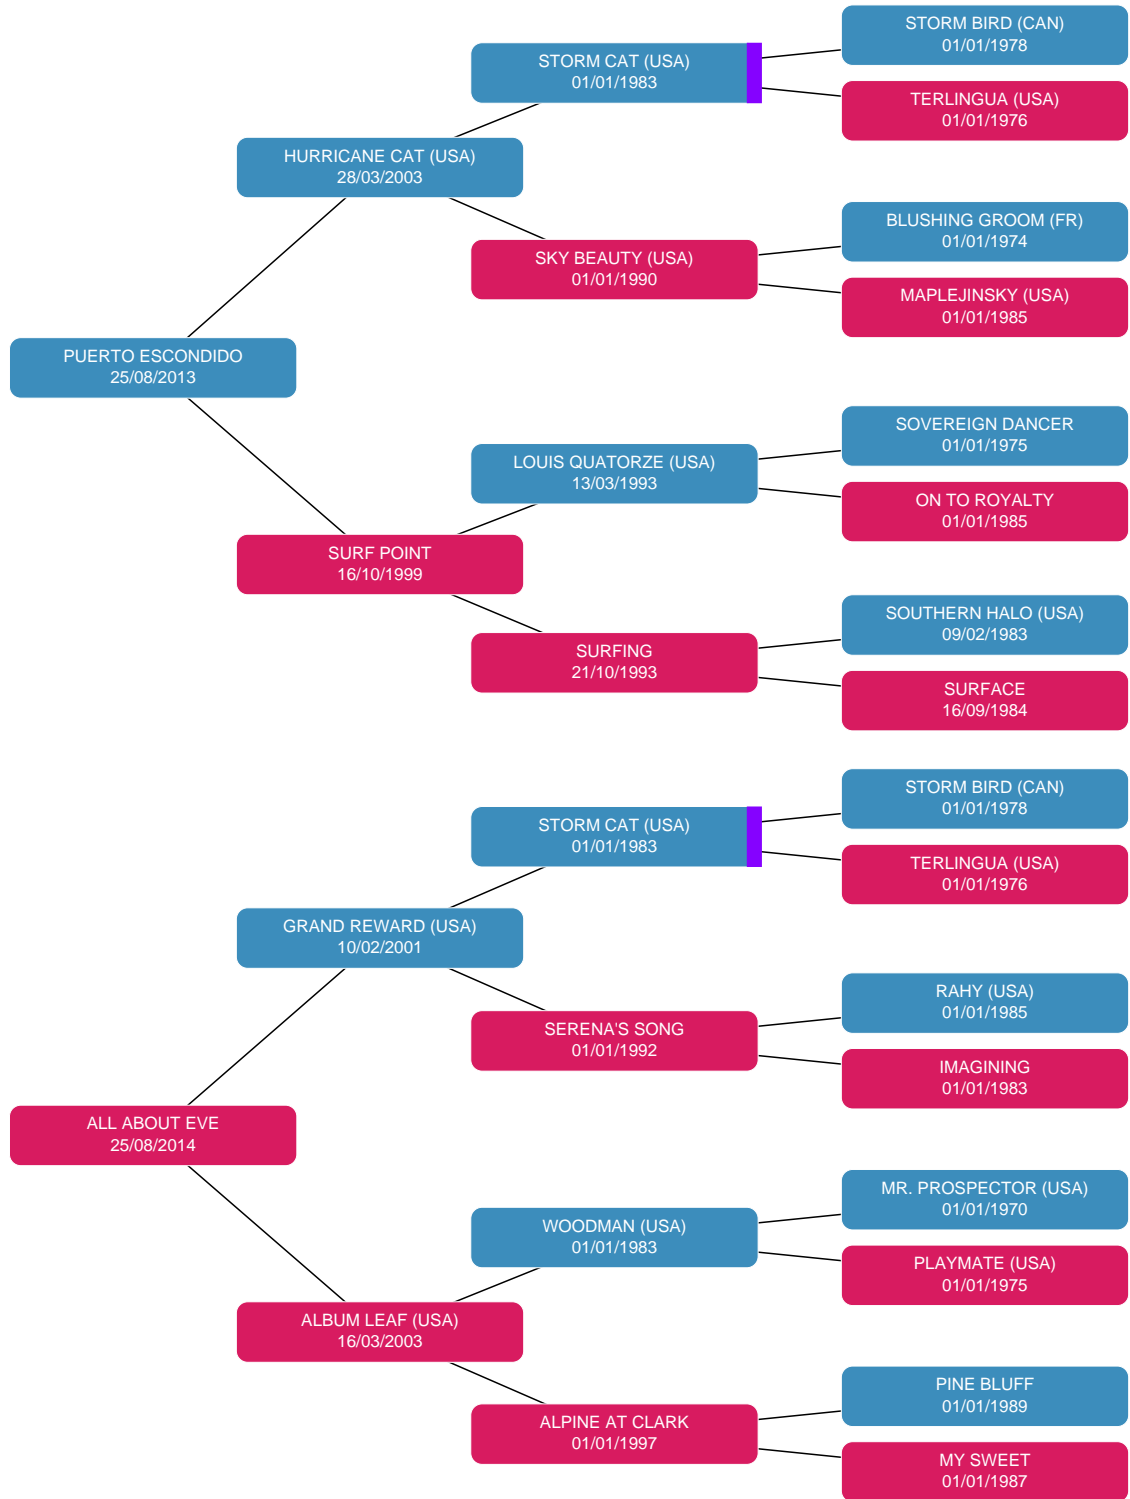 STORM BIRD (CAN)
01/01/1978
STORM CAT (USA)
01/01/1983
TERLINGUA (USA)
01/01/1976
HURRICANE CAT (USA)
28/03/2003
BLUSHING GROOM (FR)
01/01/1974
SKY BEAUTY (USA)
01/01/1990
MAPLEJINSKY (USA)
01/01/1985
PUERTO ESCONDIDO
25/08/2013
SOVEREIGN DANCER
01/01/1975
LOUIS QUATORZE (USA)
13/03/1993
ON TO ROYALTY
01/01/1985
SURF POINT
16/10/1999
SOUTHERN HALO (USA)
09/02/1983
SURFING
21/10/1993
SURFACE
16/09/1984
STORM BIRD (CAN)
01/01/1978
STORM CAT (USA)
01/01/1983
TERLINGUA (USA)
01/01/1976
GRAND REWARD (USA)
10/02/2001
RAHY (USA)
01/01/1985
SERENA'S SONG
01/01/1992
IMAGINING
01/01/1983
ALL ABOUT EVE
25/08/2014
MR. PROSPECTOR (USA)
01/01/1970
WOODMAN (USA)
01/01/1983
PLAYMATE (USA)
01/01/1975
ALBUM LEAF (USA)
16/03/2003
PINE BLUFF
01/01/1989
ALPINE AT CLARK
01/01/1997
MY SWEET
01/01/1987